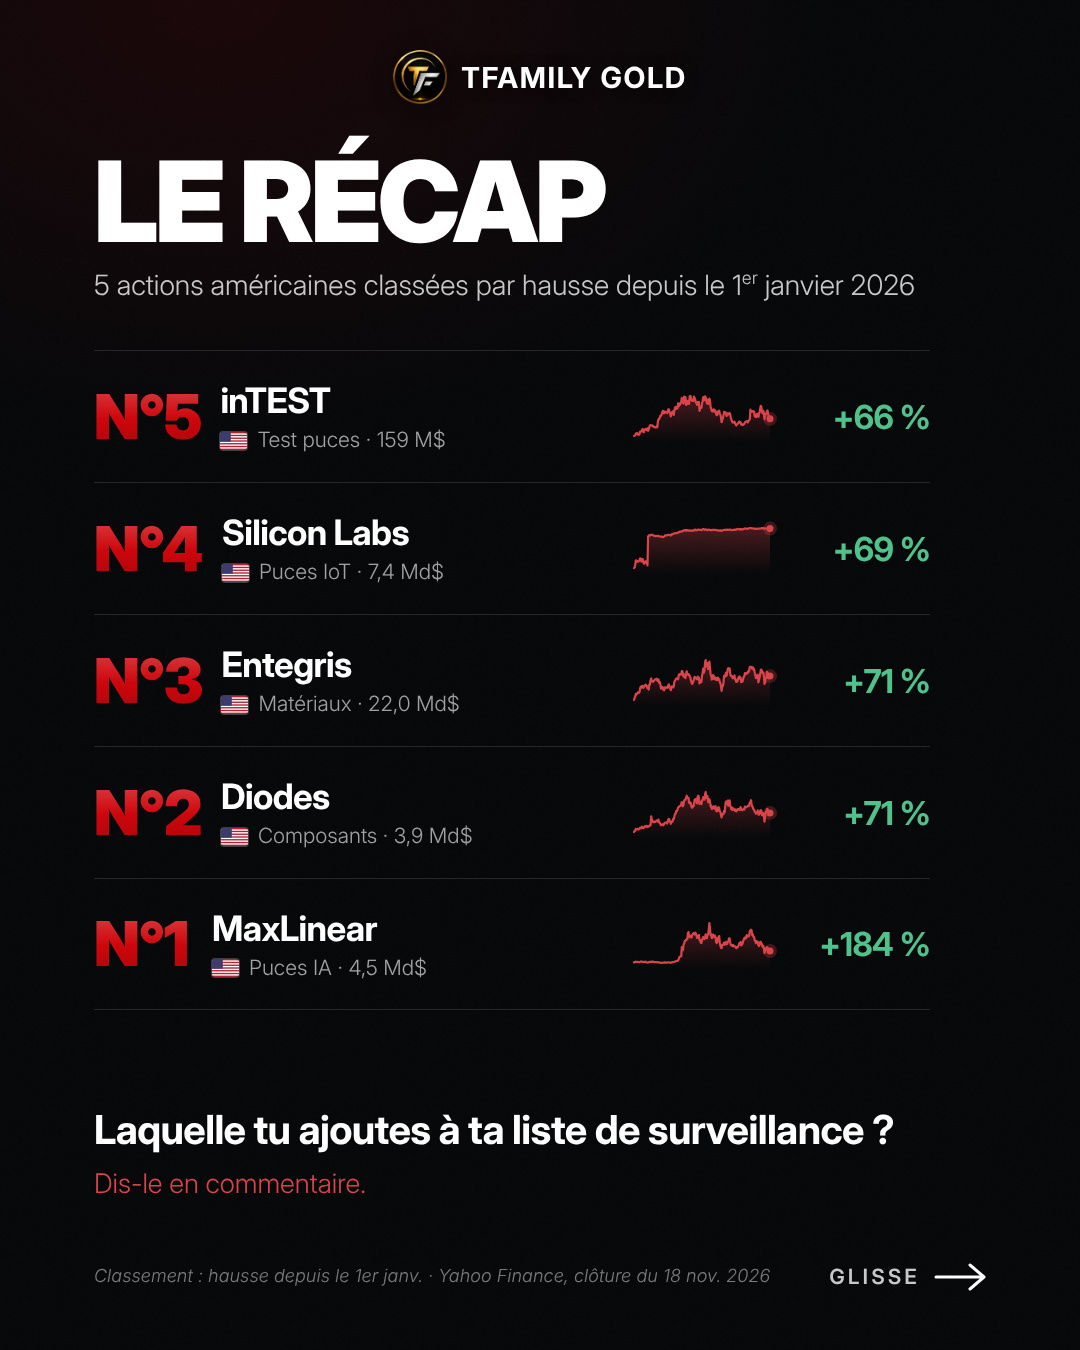 TF
TFAMILY GOLD
LE RÉCAP
5 actions américaines classées par hausse depuis le 1er janvier 2026
N°5
inTEST
Test puces · 159 M$
+66 %
N°4
Silicon Labs
Puces IoT · 7,4 Md$
+69 %
N°3
Entegris
Matériaux · 22,0 Md$
+71 %
N°2
Diodes
Composants · 3,9 Md$
+71 %
N°1
MaxLinear
Puces IA · 4,5 Md$
+184 %
Laquelle tu ajoutes à ta liste de surveillance ?
Dis-le en commentaire.
Classement : hausse depuis le 1er janv. · Yahoo Finance, clôture du 18 nov. 2026
GLISSE